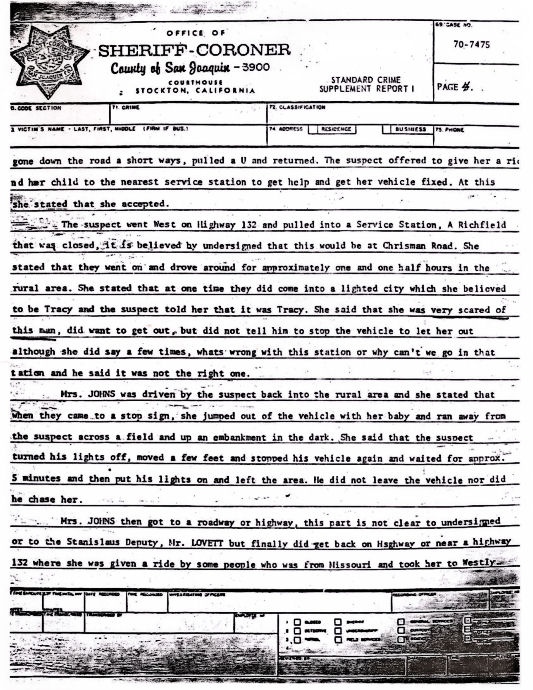 OFFICE OF
SHERIFF-CORONER
County of San Joaquin - 3900
COURTHOUSE
STOCKTON, CALIFORNIA
STANDARD CRIME
SUPPLEMENT REPORT I
69. CASE NO.
70-7475
PAGE 4.
0. CODE SECTION 71. CRIME 72. CLASSIFICATION
3. VICTIM'S NAME - LAST, FIRST, MIDDLE (FIRM IF BUS.) 74. ADDRESS RESIDENCE BUSINESS 75. PHONE
gone down the road a short ways, pulled a U and returned. The suspect offered to give her a rid
nd her child to the nearest service station to get help and get her vehicle fixed. At this
she stated that she accepted.
The suspect went West on Highway 132 and pulled into a Service Station, A Richfield
that was closed, it is believed by undersigned that this would be at Chrisman Road. She
stated that they went on and drove around for approximately one and one half hours in the
rural area. She stated that at one time they did come into a lighted city which she believed
to be Tracy and the suspect told her that it was Tracy. She said that she was very scared of
this man, did want to get out, but did not tell him to stop the vehicle to let her out
although she did say a few times, whats wrong with this station or why can't we go in that
tation and he said it was not the right one.
Mrs. JOHNS was driven by the suspect back into the rural area and she stated that
when they came to a stop sign, she jumped out of the vehicle with her baby and ran away from
the suspect across a field and up an embankment in the dark. She said that the suspect
turned his lights off, moved a few feet and stopped his vehicle again and waited for approx.
5 minutes and then put his lights on and left the area. He did not leave the vehicle nor did
he chase her.
Mrs. JOHNS then got to a roadway or highway, this part is not clear to undersigned
or to the Stanislaus Deputy, Mr. LOVETT but finally did get back on Hsghway or near a highway
132 where she was given a ride by some people who was from Missouri and took her to Westly.